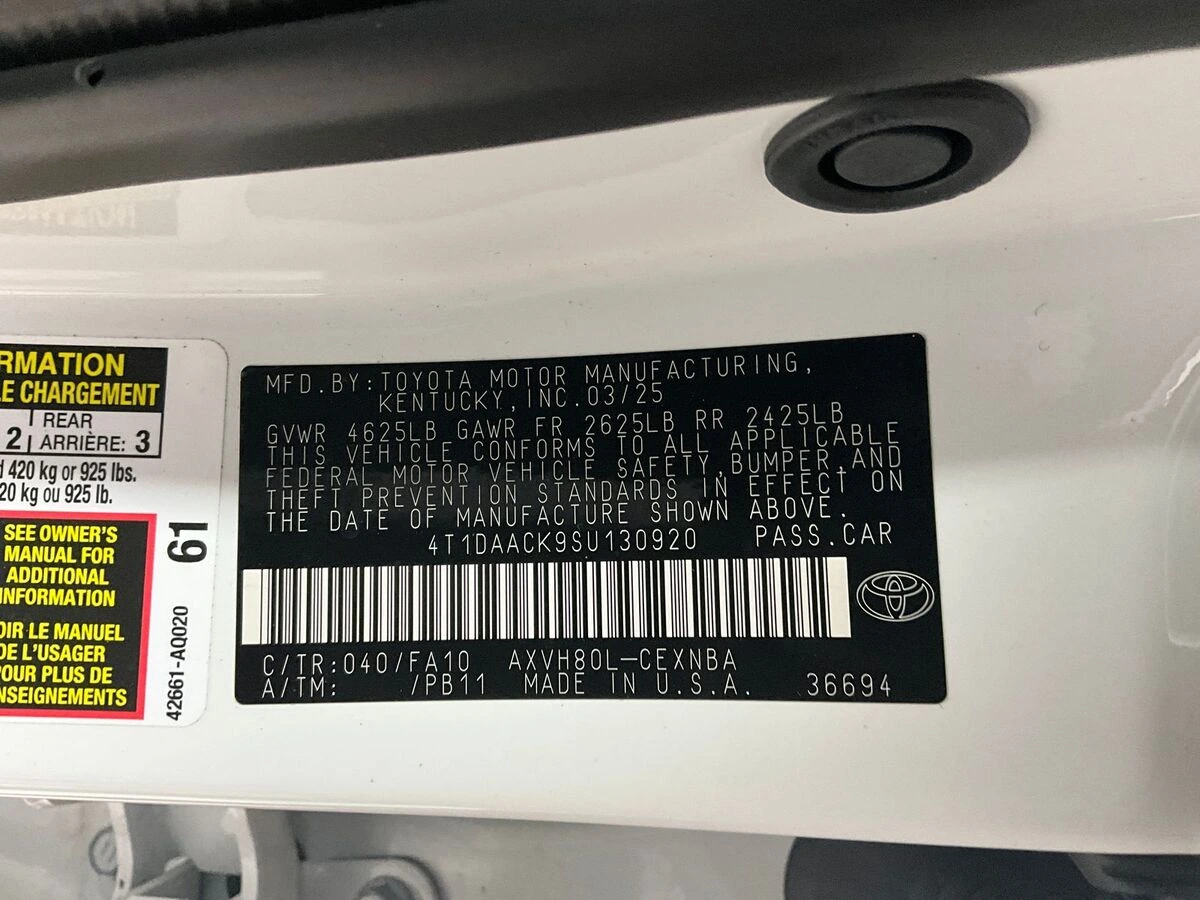 RMATION
LE CHARGEMENT
2 REAR
ARRIÈRE: 3
420 kg or 925 lbs.
20 kg ou 925 lb.
SEE OWNER'S
MANUAL FOR
ADDITIONAL
INFORMATION
OIR LE MANUEL
DE L'USAGER
POUR PLUS DE
NSEIGNEMENTS
61
42661-AQ020
MFD.BY:TOYOTA MOTOR MANUFACTURING,
KENTUCKY,INC.03/25
GVWR 4625LB GAWR FR 2625LB RR 2425LB
THIS VEHICLE CONFORMS TO ALL APPLICABLE
FEDERAL MOTOR VEHICLE SAFETY,BUMPER,AND
THEFT PREVENTION STANDARDS IN EFFECT ON
THE DATE OF MANUFACTURE SHOWN ABOVE.
4T1DAACK9SU130920 PASS.CAR
C/TR:040/FA10 AXVH80L-CEXNBA
A/TM: /PB11 MADE IN U.S.A. 36694